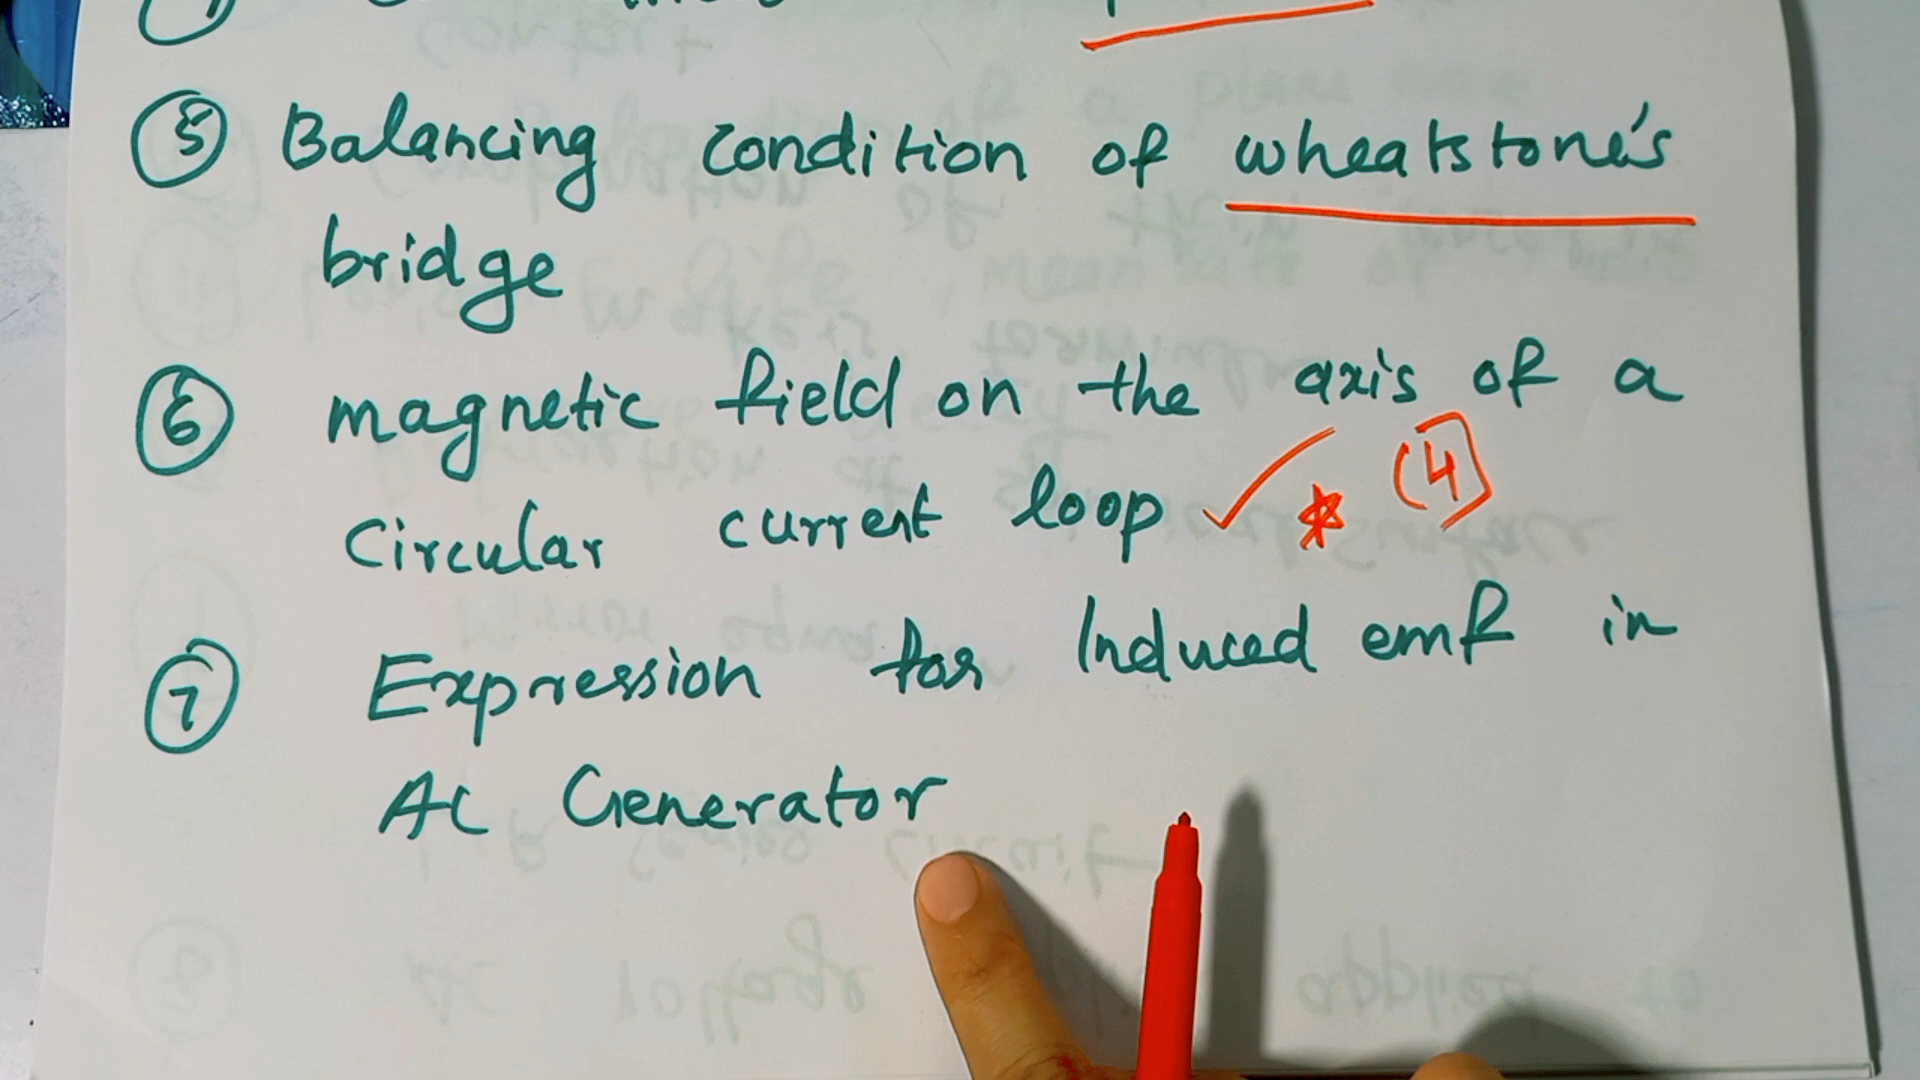 ⑤ Balancing condition of wheatstone's
bridge
⑥ magnetic field on the axis of a
Circular current loop ✓ * (4)
⑦ Expression for Induced emf in
AC Generator